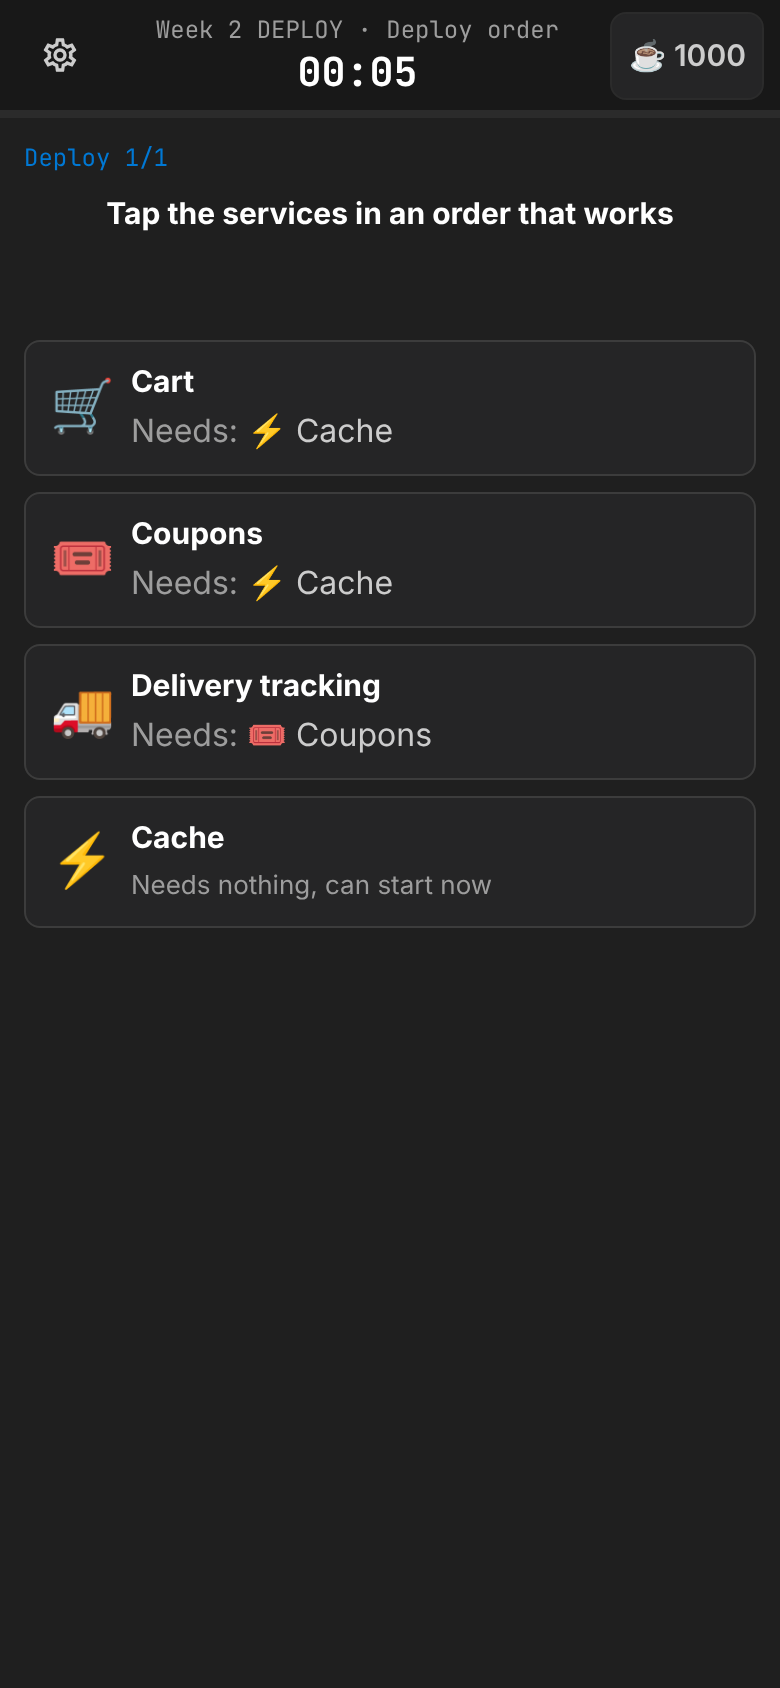 Week 2 DEPLOY · Deploy order
00:05
☕ 1000
Deploy 1/1
Tap the services in an order that works
Cart
Needs: ⚡ Cache
Coupons
Needs: ⚡ Cache
Delivery tracking
Needs: 🎟️ Coupons
Cache
Needs nothing, can start now